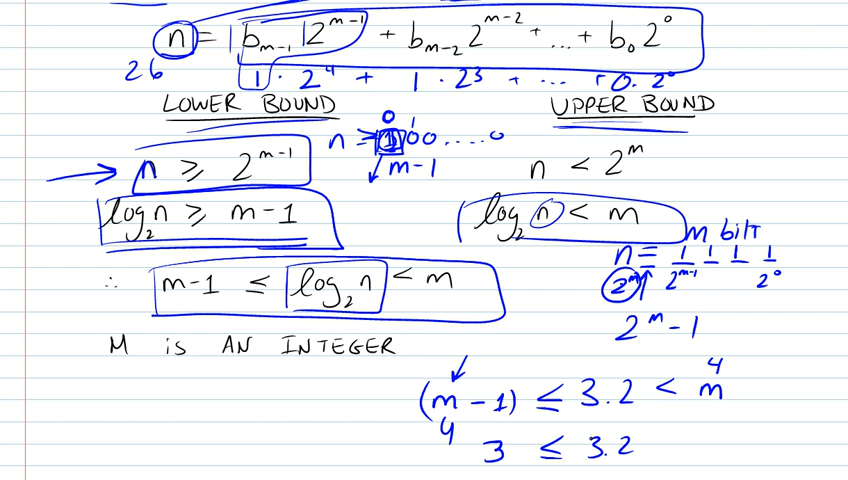 n = b_{m-1} 2^{m-1} + b_{m-2} 2^{m-2} + ... + b_0 2^0
26 1 · 2^4 + 1 · 2^3 + ... + 0 · 2^0
LOWER BOUND
UPPER BOUND
0 1
n = 100....0
m-1
n ≥ 2^{m-1}
n < 2^m
log_2 n ≥ m-1
log_2 n < m
m bilt
n = 1 1 1 1
2^m 2^{m-1} 2^0
∴ m-1 ≤ log_2 n < m
2^m - 1
M IS AN INTEGER
4
(m - 1) ≤ 3.2 < m
4
3 ≤ 3.2